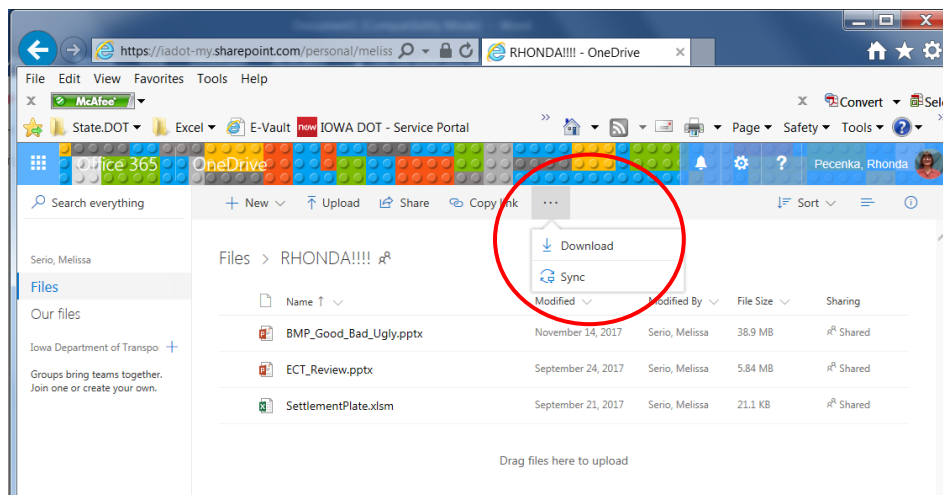 https://iadot-my.sharepoint.com/personal/meliss
RHONDA!!!! - OneDrive
File Edit View Favorites Tools Help
McAfee
Convert
Sele
State.DOT Excel E-Vault now IOWA DOT - Service Portal
Page Safety Tools
Office 365 OneDrive
Pecenka, Rhonda
Search everything
+ New Upload Share Copy link ...
Sort
Serio, Melissa
Files
Our files
Iowa Department of Transpo +
Groups bring teams together.
Join one or create your own.
Download
Sync
Files > RHONDA!!!!
Name ↑ Modified Modified By File Size Sharing
BMP_Good_Bad_Ugly.pptx November 14, 2017 Serio, Melissa 38.9 MB Shared
ECT_Review.pptx September 24, 2017 Serio, Melissa 5.84 MB Shared
SettlementPlate.xlsm September 21, 2017 Serio, Melissa 21.1 KB Shared
Drag files here to upload